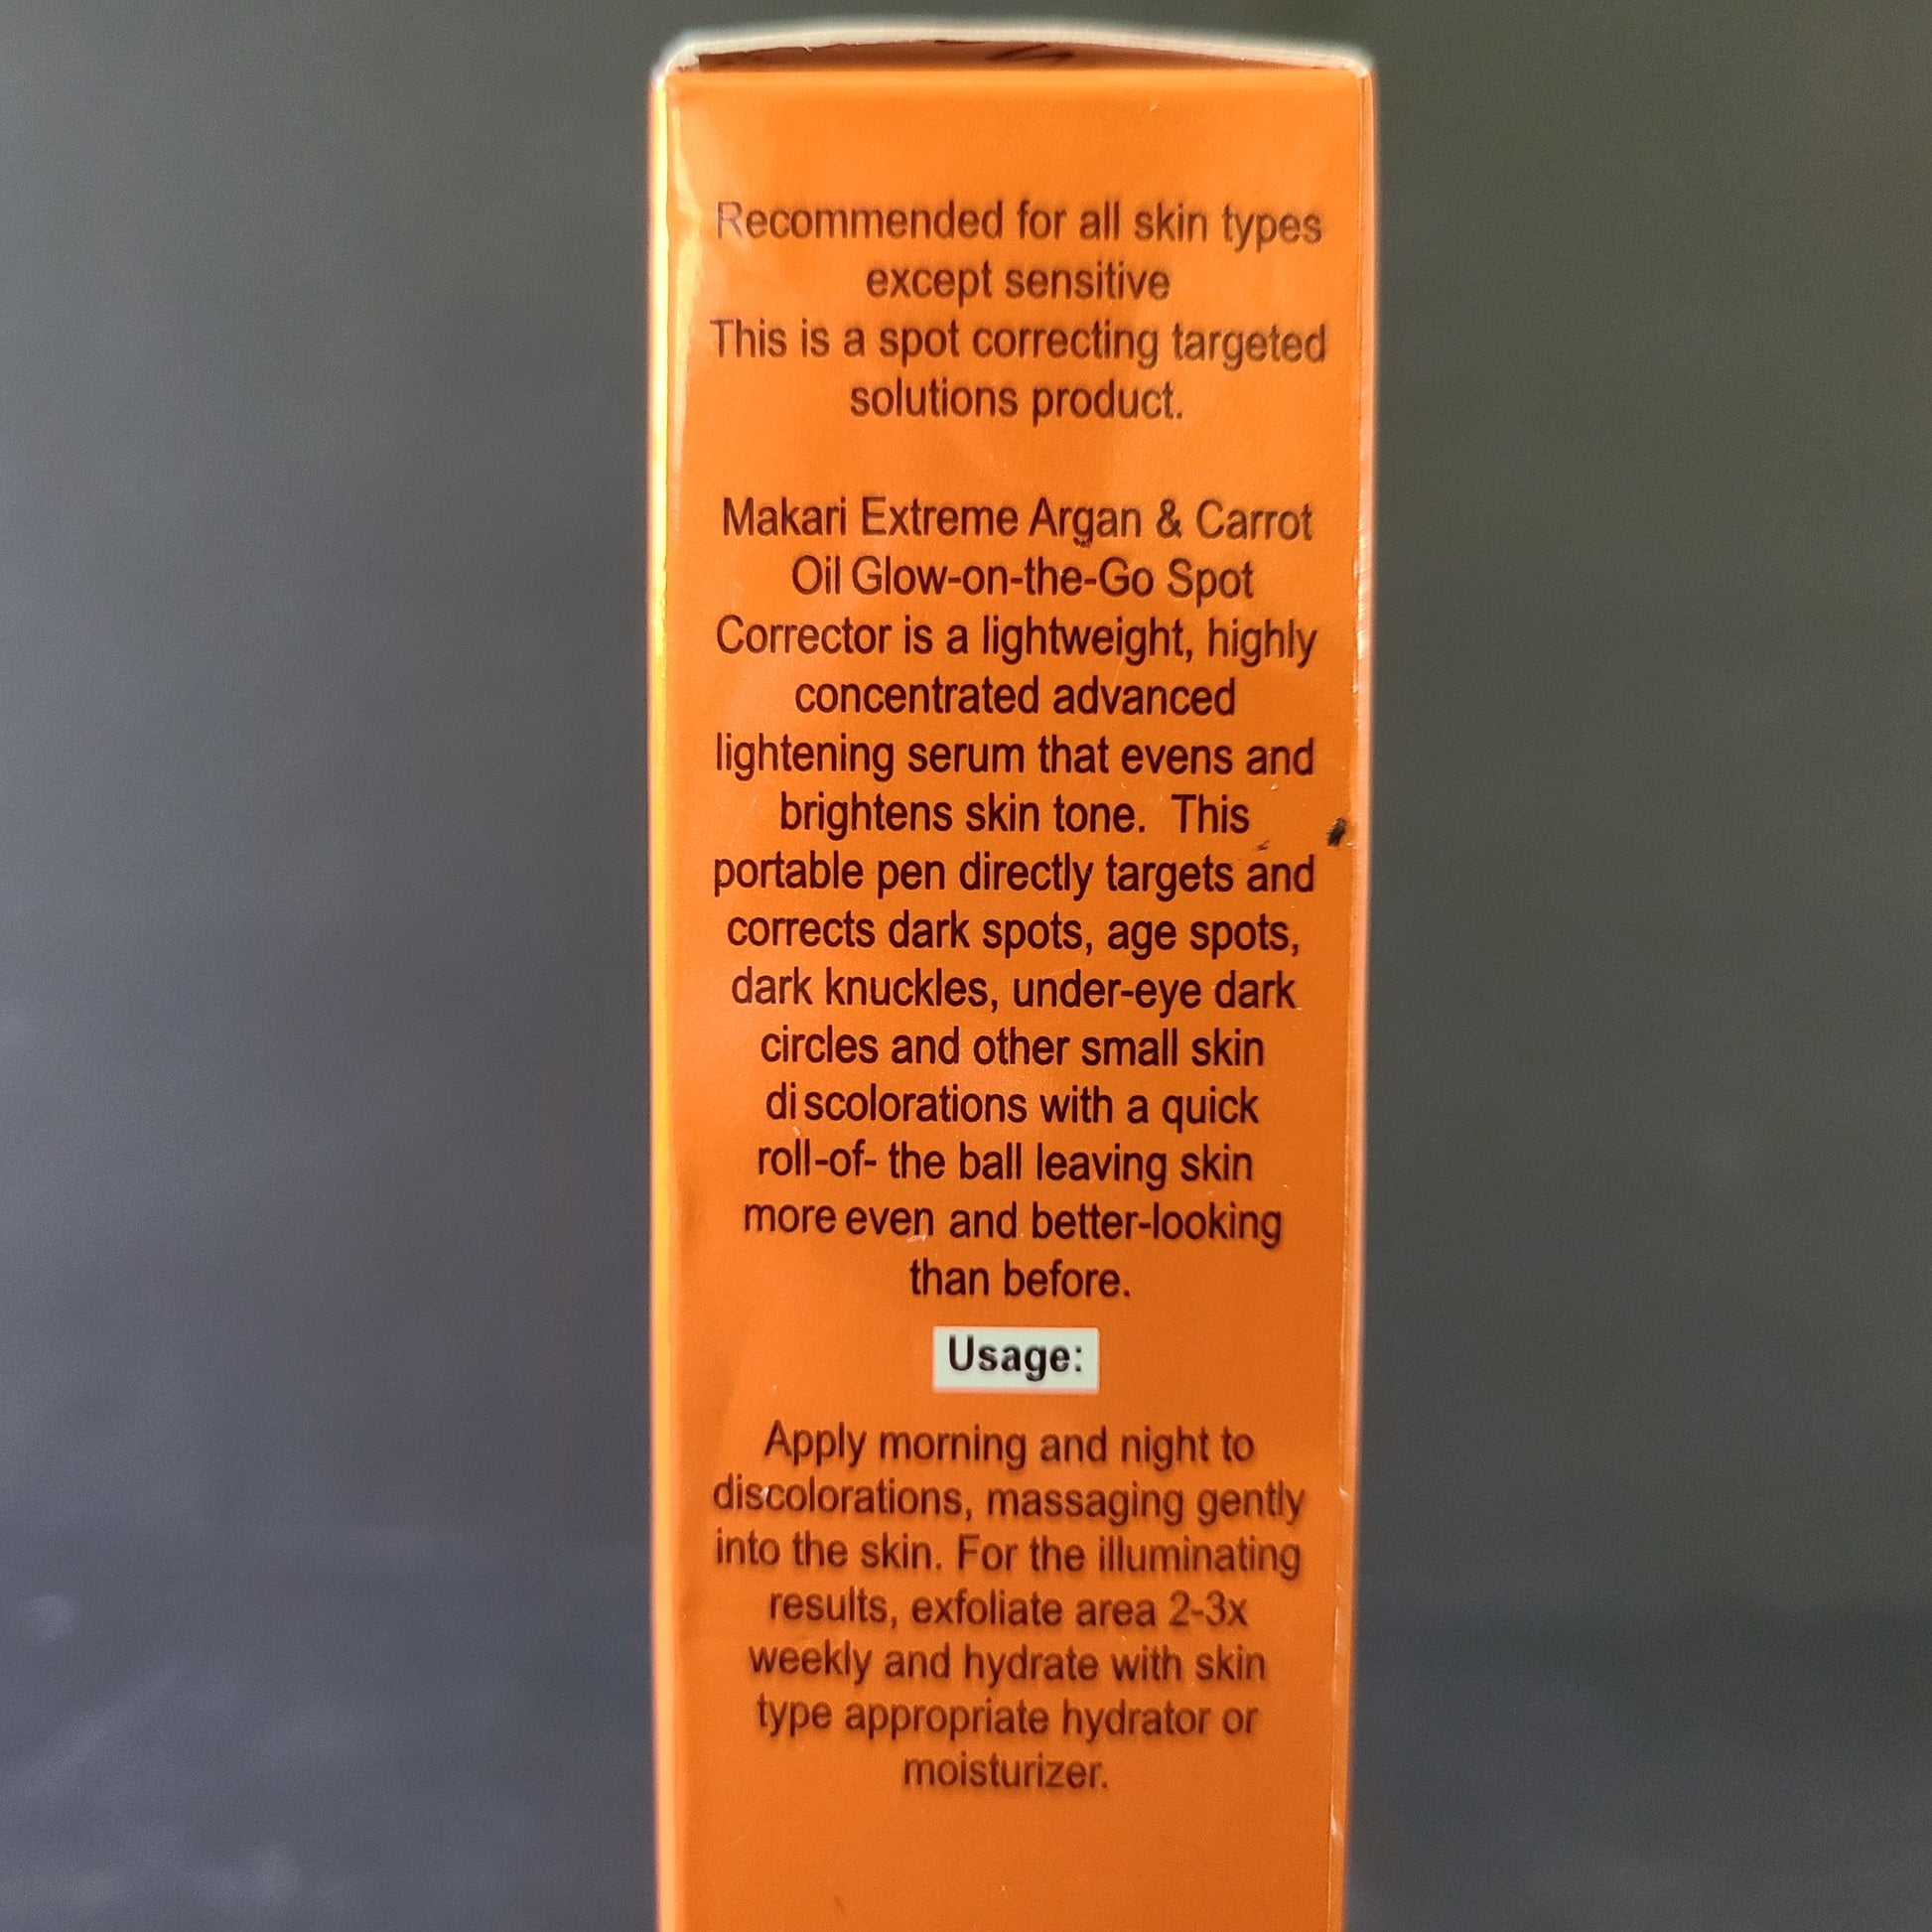 Recommended for all skin types
except sensitive
This is a spot correcting targeted
solutions product.
Makari Extreme Argan & Carrot
Oil Glow-on-the-Go Spot
Corrector is a lightweight, highly
concentrated advanced
lightening serum that evens and
brightens skin tone. This
portable pen directly targets and
corrects dark spots, age spots,
dark knuckles, under-eye dark
circles and other small skin
discolorations with a quick
roll-of- the ball leaving skin
more even and better-looking
than before.
Usage:
Apply morning and night to
discolorations, massaging gently
into the skin. For the illuminating
results, exfoliate area 2-3x
weekly and hydrate with skin
type appropriate hydrator or
moisturizer.